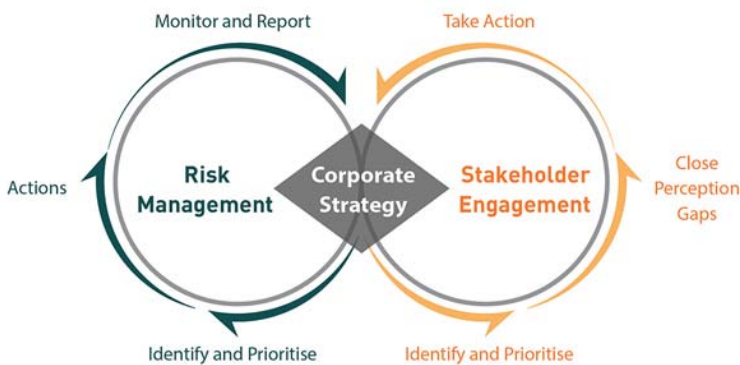 Monitor and Report
Take Action
Risk
Management
Corporate
Strategy
Stakeholder
Engagement
Actions
Close
Perception
Gaps
Identify and Prioritise
Identify and Prioritise